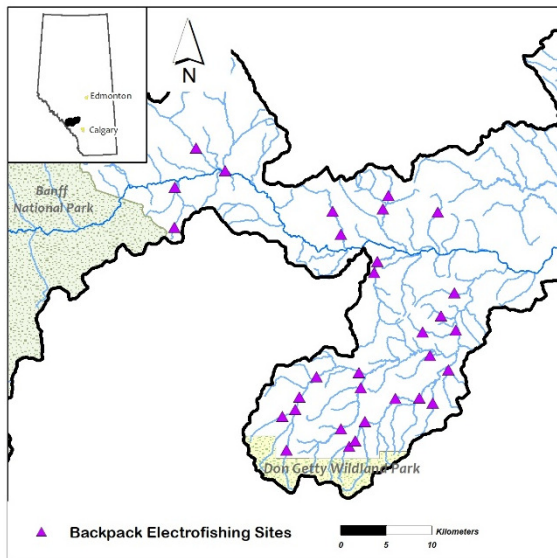 Edmonton
Calgary
N
Banff
National Park
Don Getty Wildland Park
Backpack Electrofishing Sites
Kilometers
0 5 10